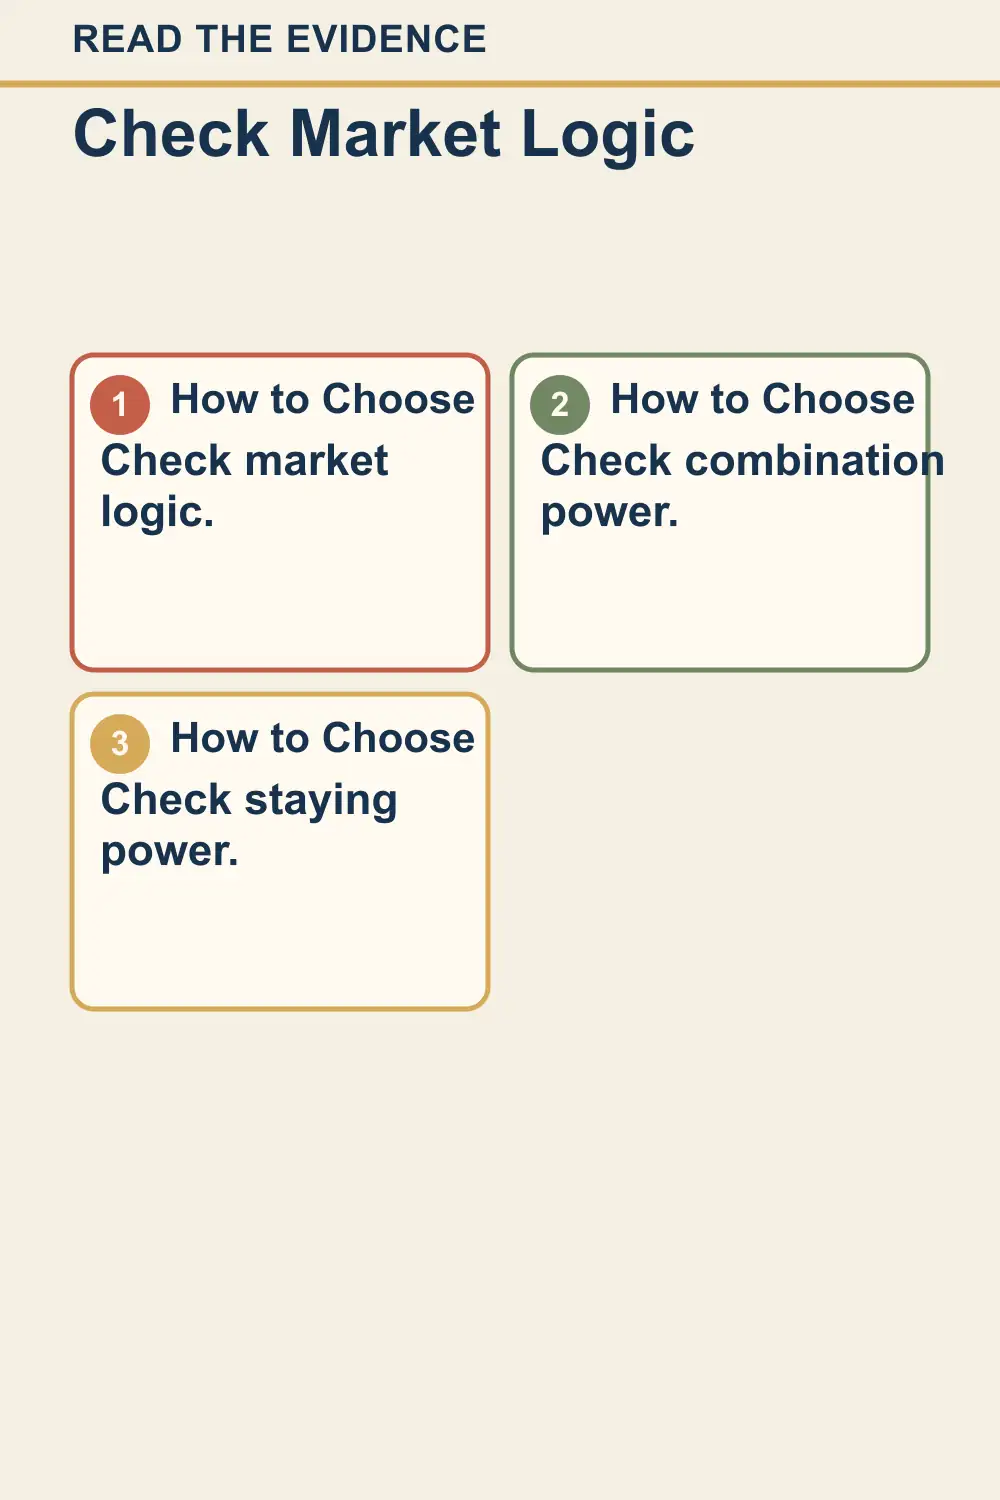 READ THE EVIDENCE
Check Market Logic
1 How to Choose
Check market
logic.
2 How to Choose
Check combination
power.
3 How to Choose
Check staying
power.